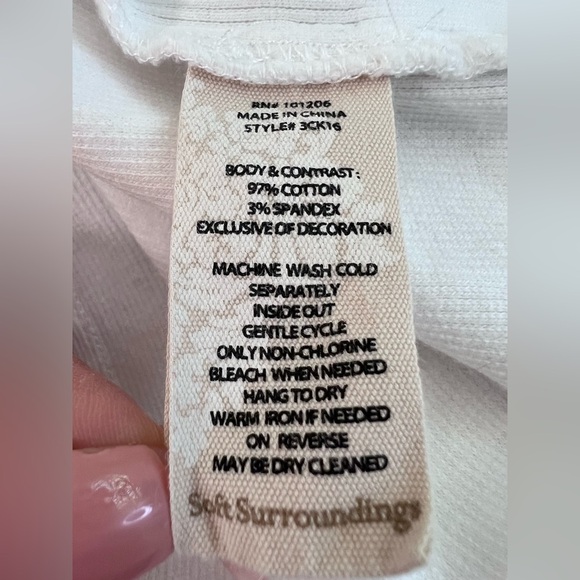 RN# 101206
MADE IN CHINA
STYLE# 3CK16
BODY & CONTRAST:
97% COTTON
3% SPANDEX
EXCLUSIVE OF DECORATION
MACHINE WASH COLD
SEPARATELY
INSIDE OUT
GENTLE CYCLE
ONLY NON-CHLORINE
BLEACH WHEN NEEDED
HANG TO DRY
WARM IRON IF NEEDED
ON REVERSE
MAY BE DRY CLEANED
Soft Surroundings